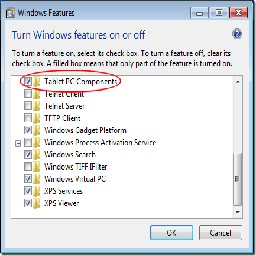 Windows Features
Turn Windows features on or off
To turn a feature on, select its check box. To turn a feature off, clear its
check box. A filled box means that only part of the feature is turned on.
Tablet PC Components
Telnet Client
Telnet Server
TFTP Client
Windows Gadget Platform
Windows Process Activation Service
Windows Search
Windows TIFF IFilter
Windows Virtual PC
XPS Services
XPS Viewer
OK
Cancel